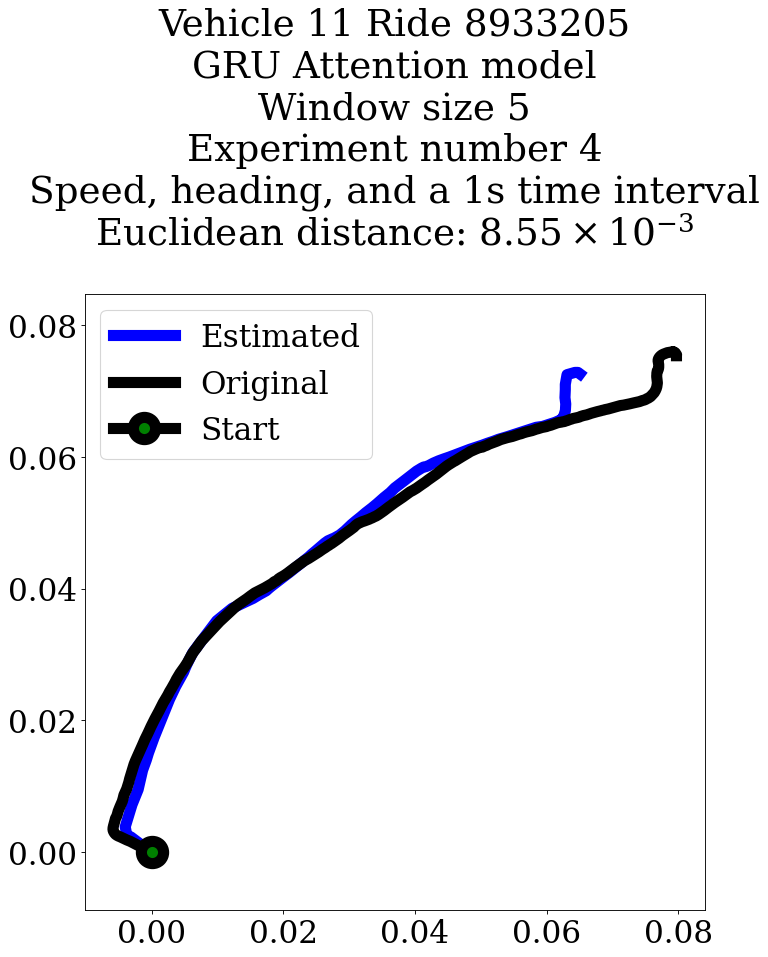 Vehicle 11 Ride 8933205
GRU Attention model
Window size 5
Experiment number 4
Speed, heading, and a 1s time interval
Euclidean distance: 8.55 × 10⁻³
Estimated
Original
Start
0.08
0.06
0.04
0.02
0.00
0.00 0.02 0.04 0.06 0.08